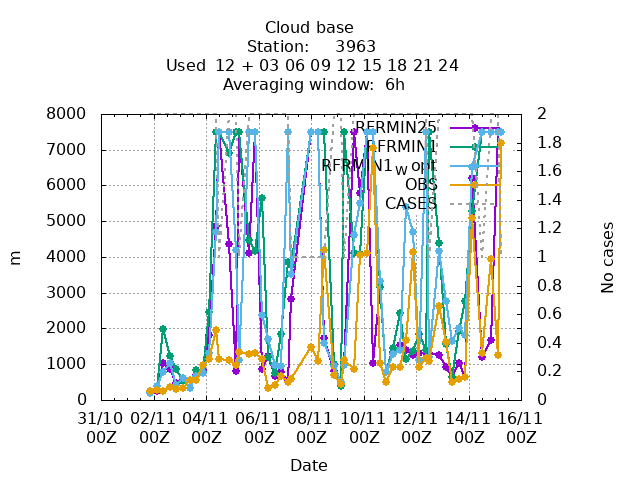 Cloud base
Station: 3963
Used 12 + 03 06 09 12 15 18 21 24
Averaging window: 6h
8000
7000
6000
5000
4000
3000
2000
1000
0
2
1.8
1.6
1.4
1.2
1
0.8
0.6
0.4
0.2
0
m
No cases
RFRMIN25
RFRMIN1
RFRMIN1w opt
OBS
CASES
31/10 02/11 04/11 06/11 08/11 10/11 12/11 14/11 16/11
00Z 00Z 00Z 00Z 00Z 00Z 00Z 00Z 00Z
Date